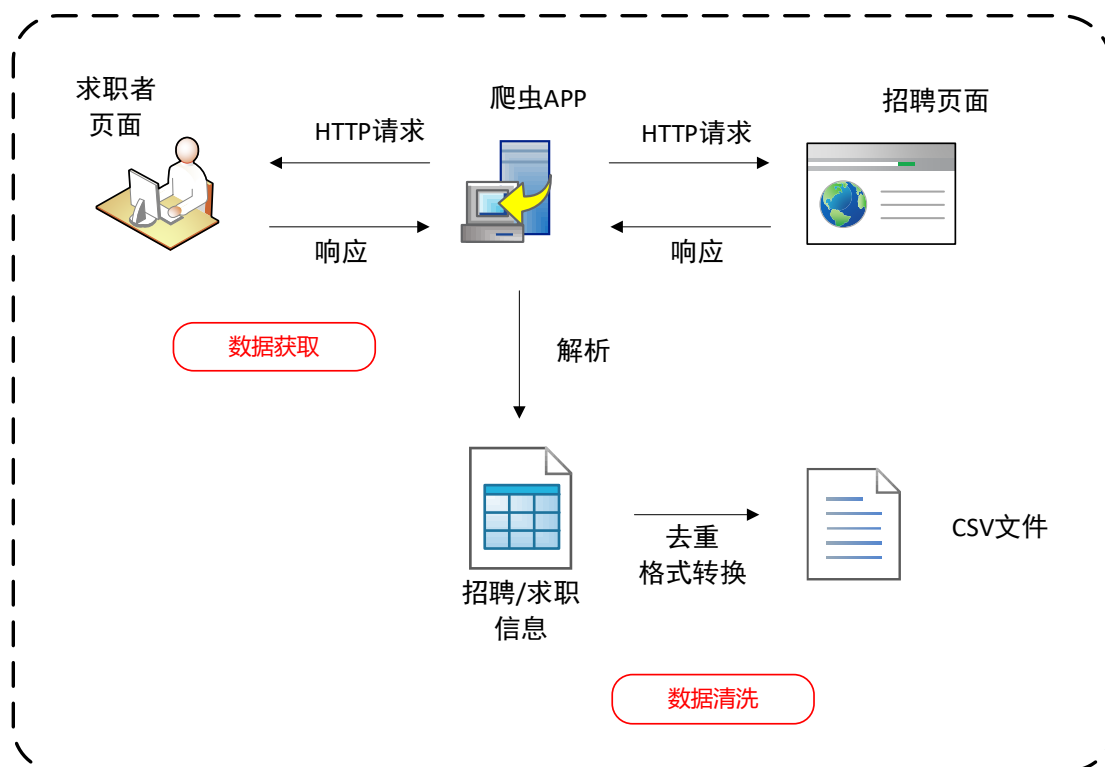 求职者
页面
爬虫APP
招聘页面
HTTP请求
HTTP请求
响应
响应
数据获取
解析
去重
格式转换
CSV文件
招聘/求职
信息
数据清洗